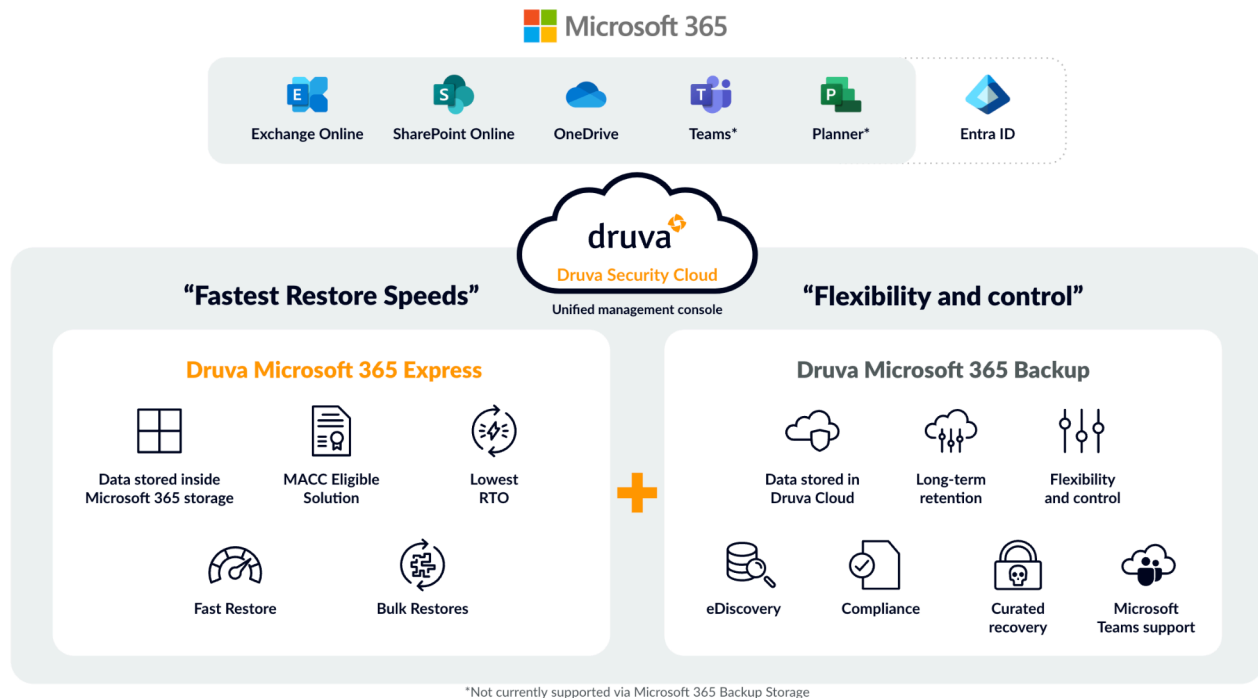 Microsoft 365
E
S
T
P
Exchange Online
SharePoint Online
OneDrive
Teams*
Planner*
Entra ID
druva
Druva Security Cloud
Unified management console
“Fastest Restore Speeds”
“Flexibility and control”
Druva Microsoft 365 Express
Data stored inside
Microsoft 365 storage
MACC Eligible
Solution
Lowest
RTO
Fast Restore
Bulk Restores
Druva Microsoft 365 Backup
Data stored in
Druva Cloud
Long-term
retention
Flexibility
and control
eDiscovery
Compliance
Curated
recovery
Microsoft
Teams support
*Not currently supported via Microsoft 365 Backup Storage